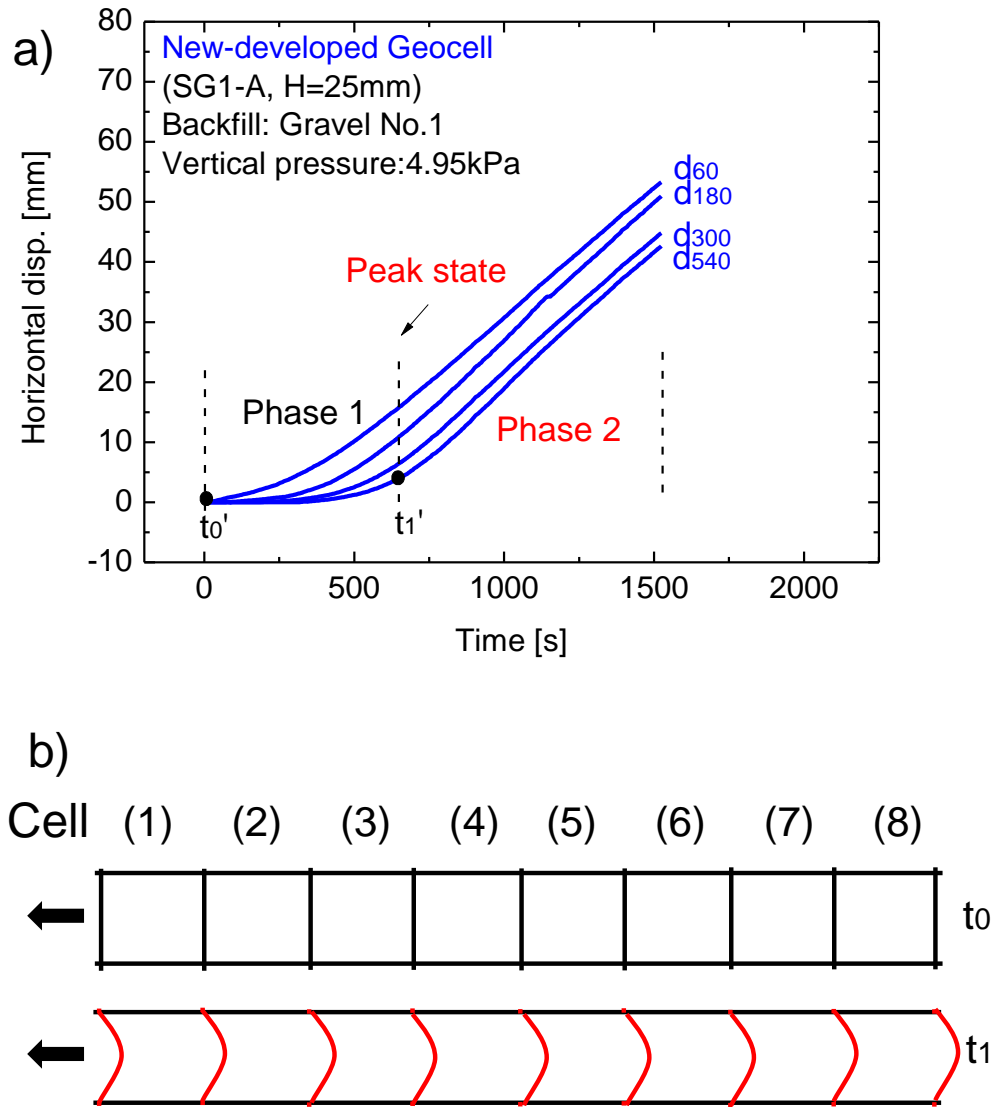 a)
New-developed Geocell
(SG1-A, H=25mm)
Backfill: Gravel No.1
Vertical pressure:4.95kPa
80
70
60
50
40
30
20
10
0
-10
Horizontal disp. [mm]
d60
d180
d300
d540
Peak state
Phase 1
Phase 2
t0'
t1'
0
500
1000
1500
2000
Time [s]
b)
Cell (1) (2) (3) (4) (5) (6) (7) (8)
t0
t1